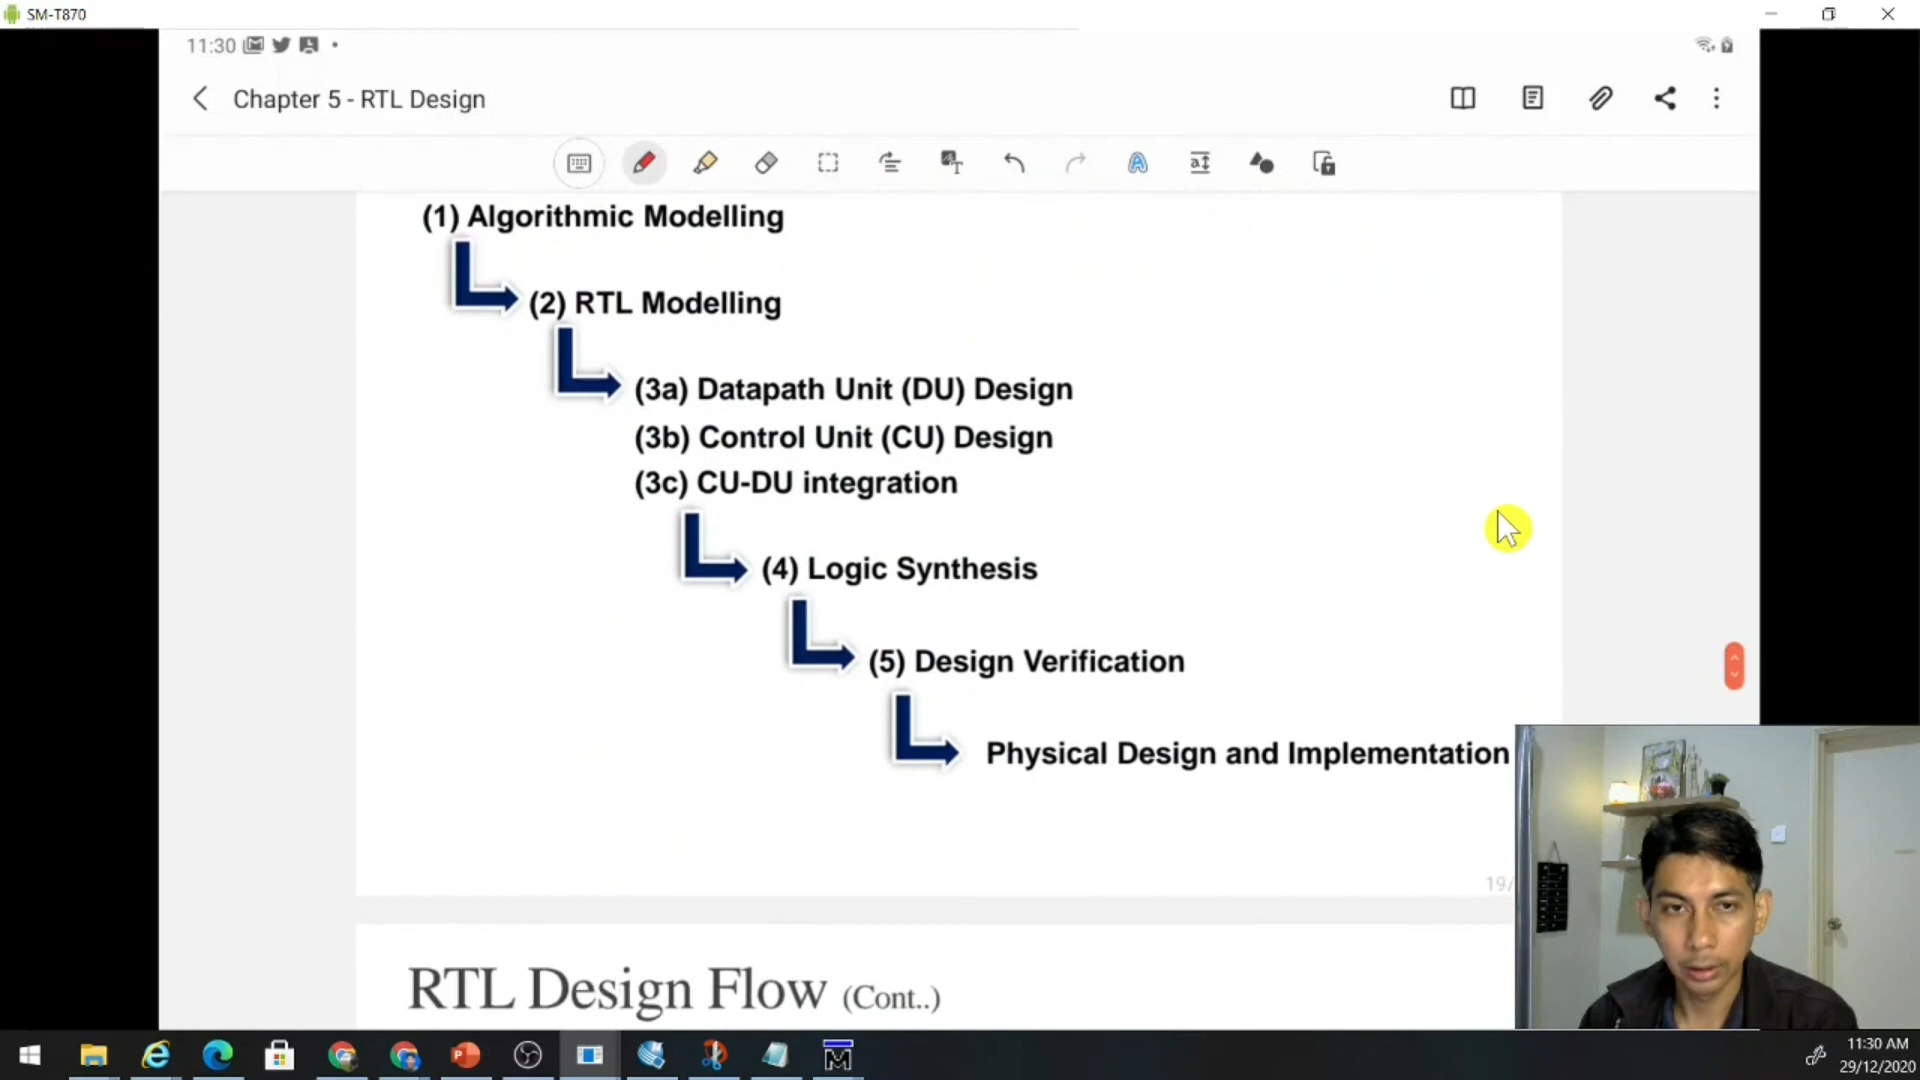 SM-T870
11:30
Chapter 5 - RTL Design
(1) Algorithmic Modelling
(2) RTL Modelling
(3a) Datapath Unit (DU) Design
(3b) Control Unit (CU) Design
(3c) CU-DU integration
(4) Logic Synthesis
(5) Design Verification
Physical Design and Implementation
19/
RTL Design Flow (Cont..)
11:30 AM
29/12/2020